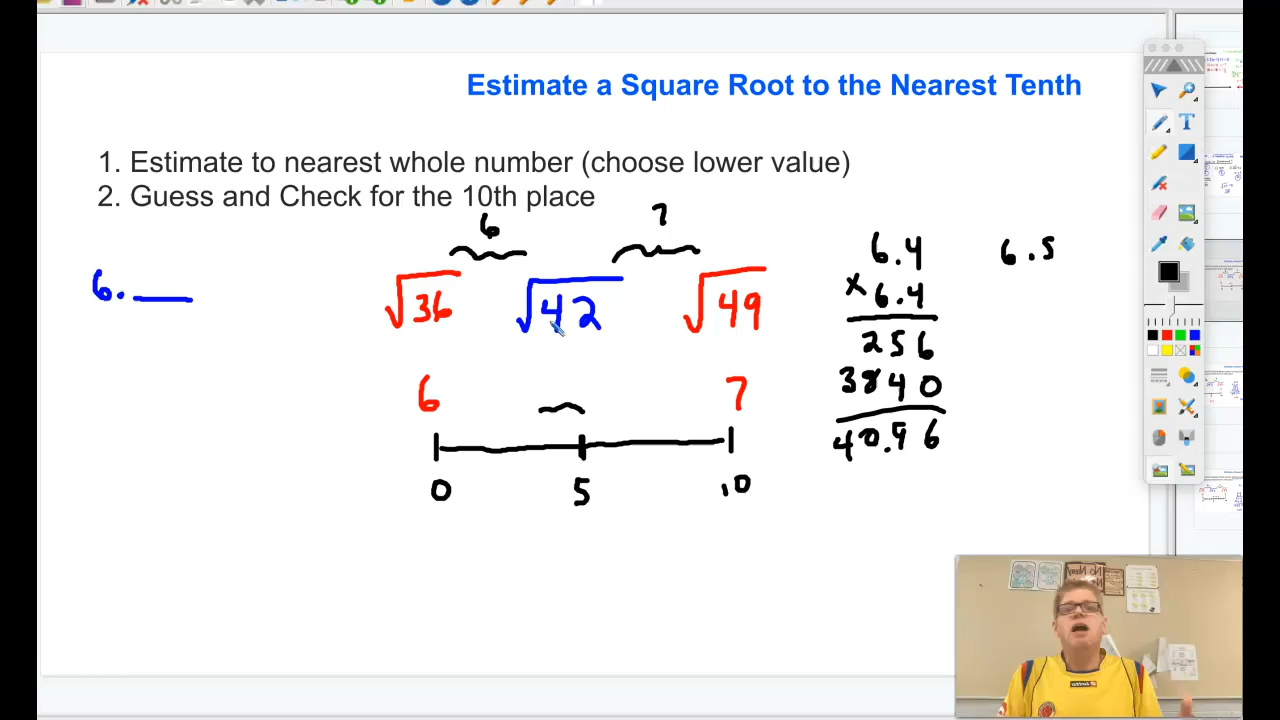 Estimate a Square Root to the Nearest Tenth
1. Estimate to nearest whole number (choose lower value)
2. Guess and Check for the 10th place
6 7
6.__
√36 √42 √49
6 7
0 5 10
6.4
× 6.4
256
3840
40.96
6.5
T